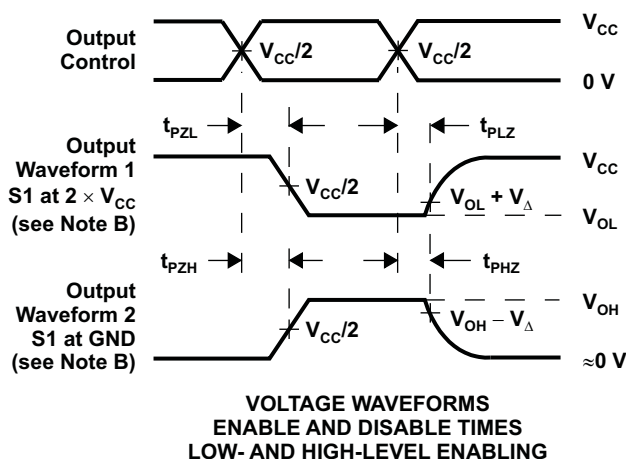 Output
Control
V_CC/2
V_CC/2
V_CC
0 V
t_PZL
t_PLZ
Output
Waveform 1
S1 at 2 × V_CC
(see Note B)
V_CC/2
V_CC
V_OL + V_Δ
V_OL
t_PZH
t_PHZ
Output
Waveform 2
S1 at GND
(see Note B)
V_CC/2
V_OH
V_OH – V_Δ
≈0 V
VOLTAGE WAVEFORMS
ENABLE AND DISABLE TIMES
LOW- AND HIGH-LEVEL ENABLING